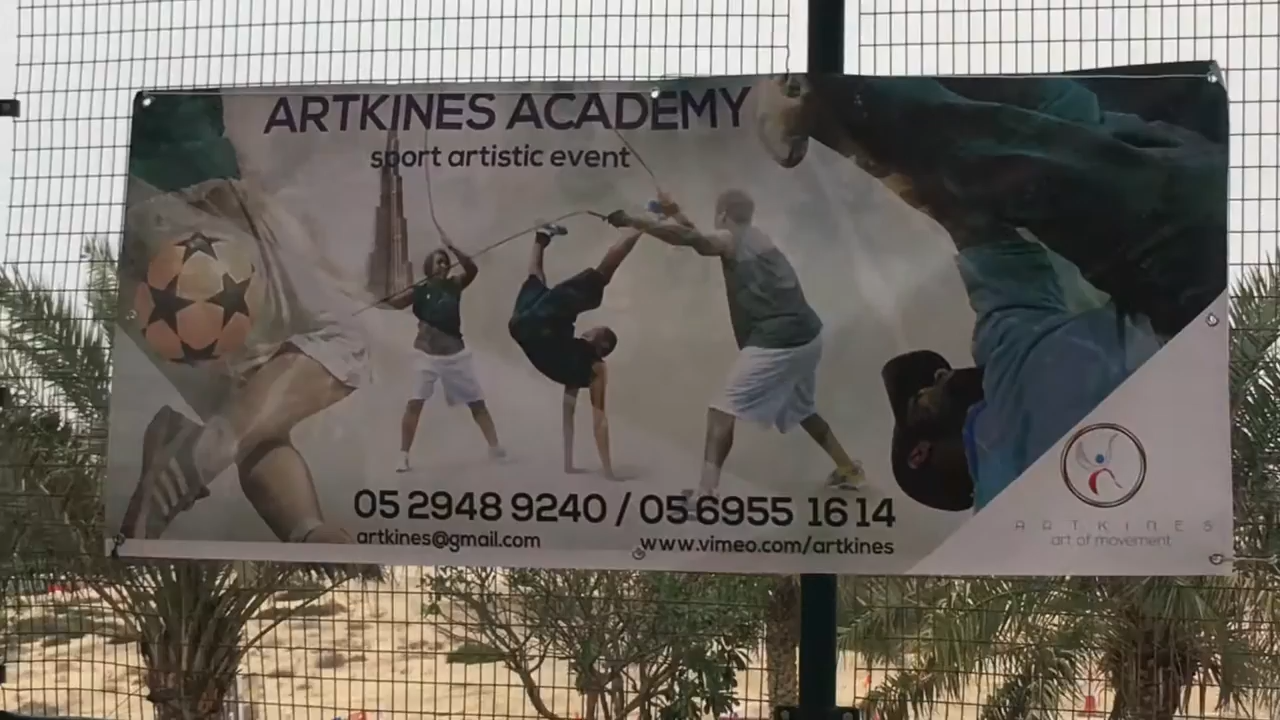 ARTKINES ACADEMY
sport artistic event
05 2948 9240 / 05 6955 16 14
artkines@gmail.com
www.vimeo.com/artkines
ARTKINES
art of movement